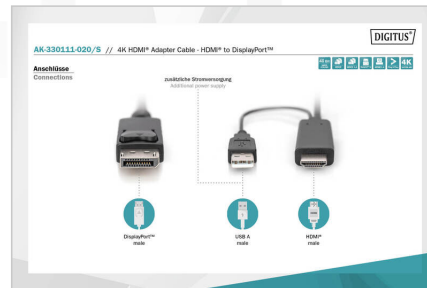 DIGITUS®
AK-330111-020/S // 4K HDMI® Adapter Cable - HDMI® to DisplayPort™
4K
Anschlüsse
Connections
zusätzliche Stromversorgung
Additional power supply
DisplayPort™
male
USB A
male
HDMI®
male